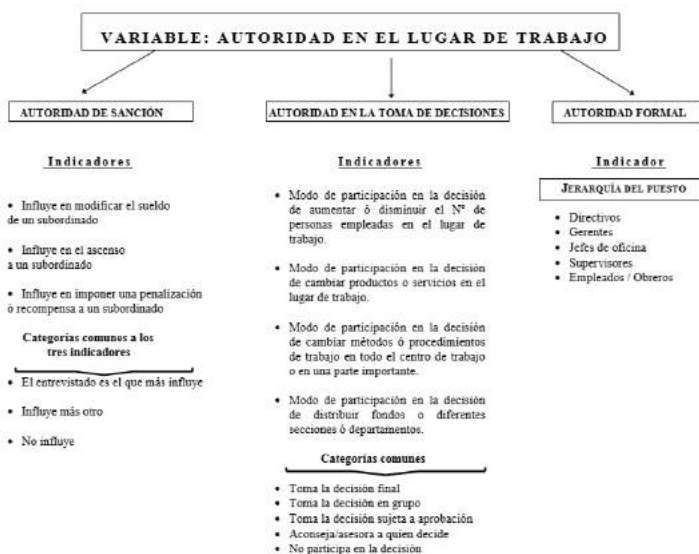 VARIABLE: AUTORIDAD EN EL LUGAR DE TRABAJO
AUTORIDAD DE SANCIÓN
Indicadores
• Influye en modificar el sueldo
de un subordinado
• Influye en el ascenso
a un subordinado
• Influye en imponer una penalización
ó recompensa a un subordinado
Categorías comunes a los
tres indicadores
• El entrevistado es el que más influye
• Influye más otro
• No influye
AUTORIDAD EN LA TOMA DE DECISIONES
Indicadores
• Modo de participación en la decisión
de aumentar ó disminuir el Nº de
personas empleadas en el lugar de
trabajo.
• Modo de participación en la decisión
de cambiar productos o servicios en el
lugar de trabajo.
• Modo de participación en la decisión
de cambiar métodos ó procedimientos
de trabajo en todo el centro de trabajo
o en una parte importante.
• Modo de participación en la decisión
de distribuir fondos o diferentes
secciones ó departamentos.
Categorías comunes
• Toma la decisión final
• Toma la decisión en grupo
• Toma la decisión sujeta a aprobación
• Aconseja/asesora a quien decide
• No participa en la decisión
AUTORIDAD FORMAL
Indicador
JERARQUÍA DEL PUESTO
• Directivos
• Gerentes
• Jefes de oficina
• Supervisores
• Empleados / Obreros